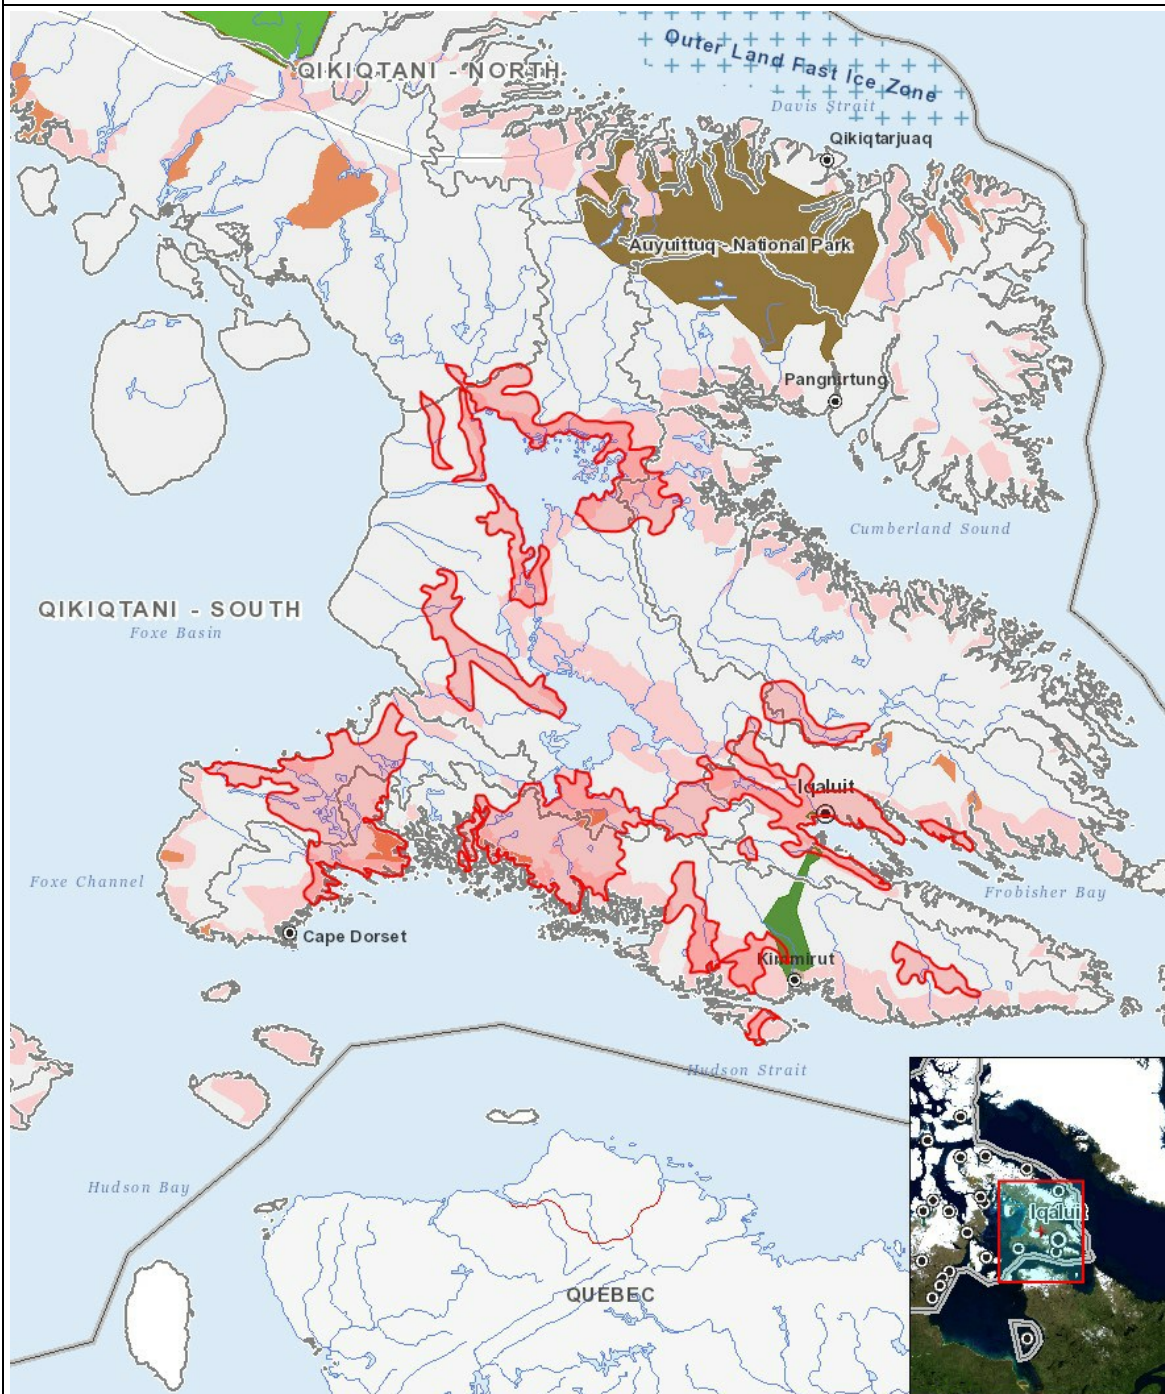 Outer Land Fast Ice Zone
QIKIQTANI - NORTH
Davis Strait
Qikiqtarjuaq
Auyuittuq - National Park
Pangnirtung
Cumberland Sound
QIKIQTANI - SOUTH
Foxe Basin
Iqaluit
Foxe Channel
Frobisher Bay
Cape Dorset
Kimmirut
Hudson Strait
Hudson Bay
Iqaluit
QUEBEC